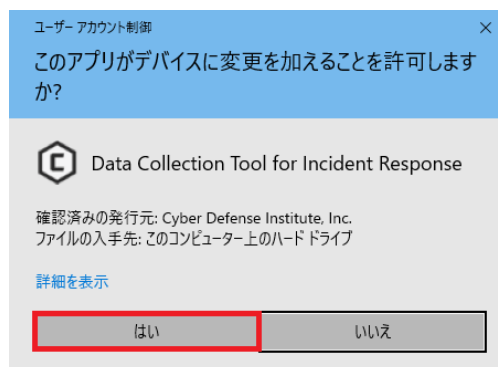 ユーザー アカウント制御
このアプリがデバイスに変更を加えることを許可します
か?
Data Collection Tool for Incident Response
確認済みの発行元: Cyber Defense Institute, Inc.
ファイルの入手先: このコンピューター上のハード ドライブ
詳細を表示
はい
いいえ